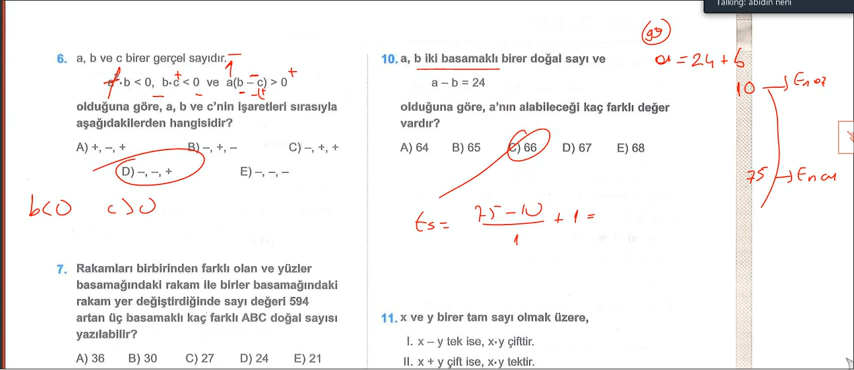 Talking: abidin neni
6. a, b ve c birer gerçel sayıdır.
a²·b < 0, b·c < 0 ve a(b – c) > 0
olduğuna göre, a, b ve c'nin işaretleri sırasıyla
aşağıdakilerden hangisidir?
A) +, –, +  B) –, +, –  C) –, +, +
D) –, –, +  E) –, –, –
b<0  c>0
7. Rakamları birbirinden farklı olan ve yüzler
basamağındaki rakam ile birler basamağındaki
rakam yer değiştirdiğinde sayı değeri 594
artan üç basamaklı kaç farklı ABC doğal sayısı
yazılabilir?
A) 36  B) 30  C) 27  D) 24  E) 21
10. a, b iki basamaklı birer doğal sayı ve
a – b = 24
olduğuna göre, a'nın alabileceği kaç farklı değer
vardır?
A) 64  B) 65  C) 66  D) 67  E) 68
99
a = 24 + b
10 → En az
75 → En çok
ts = 75 – 10 / 1 + 1 =
11. x ve y birer tam sayı olmak üzere,
I. x – y tek ise, x·y çifttir.
II. x + y çift ise, x·y tektir.